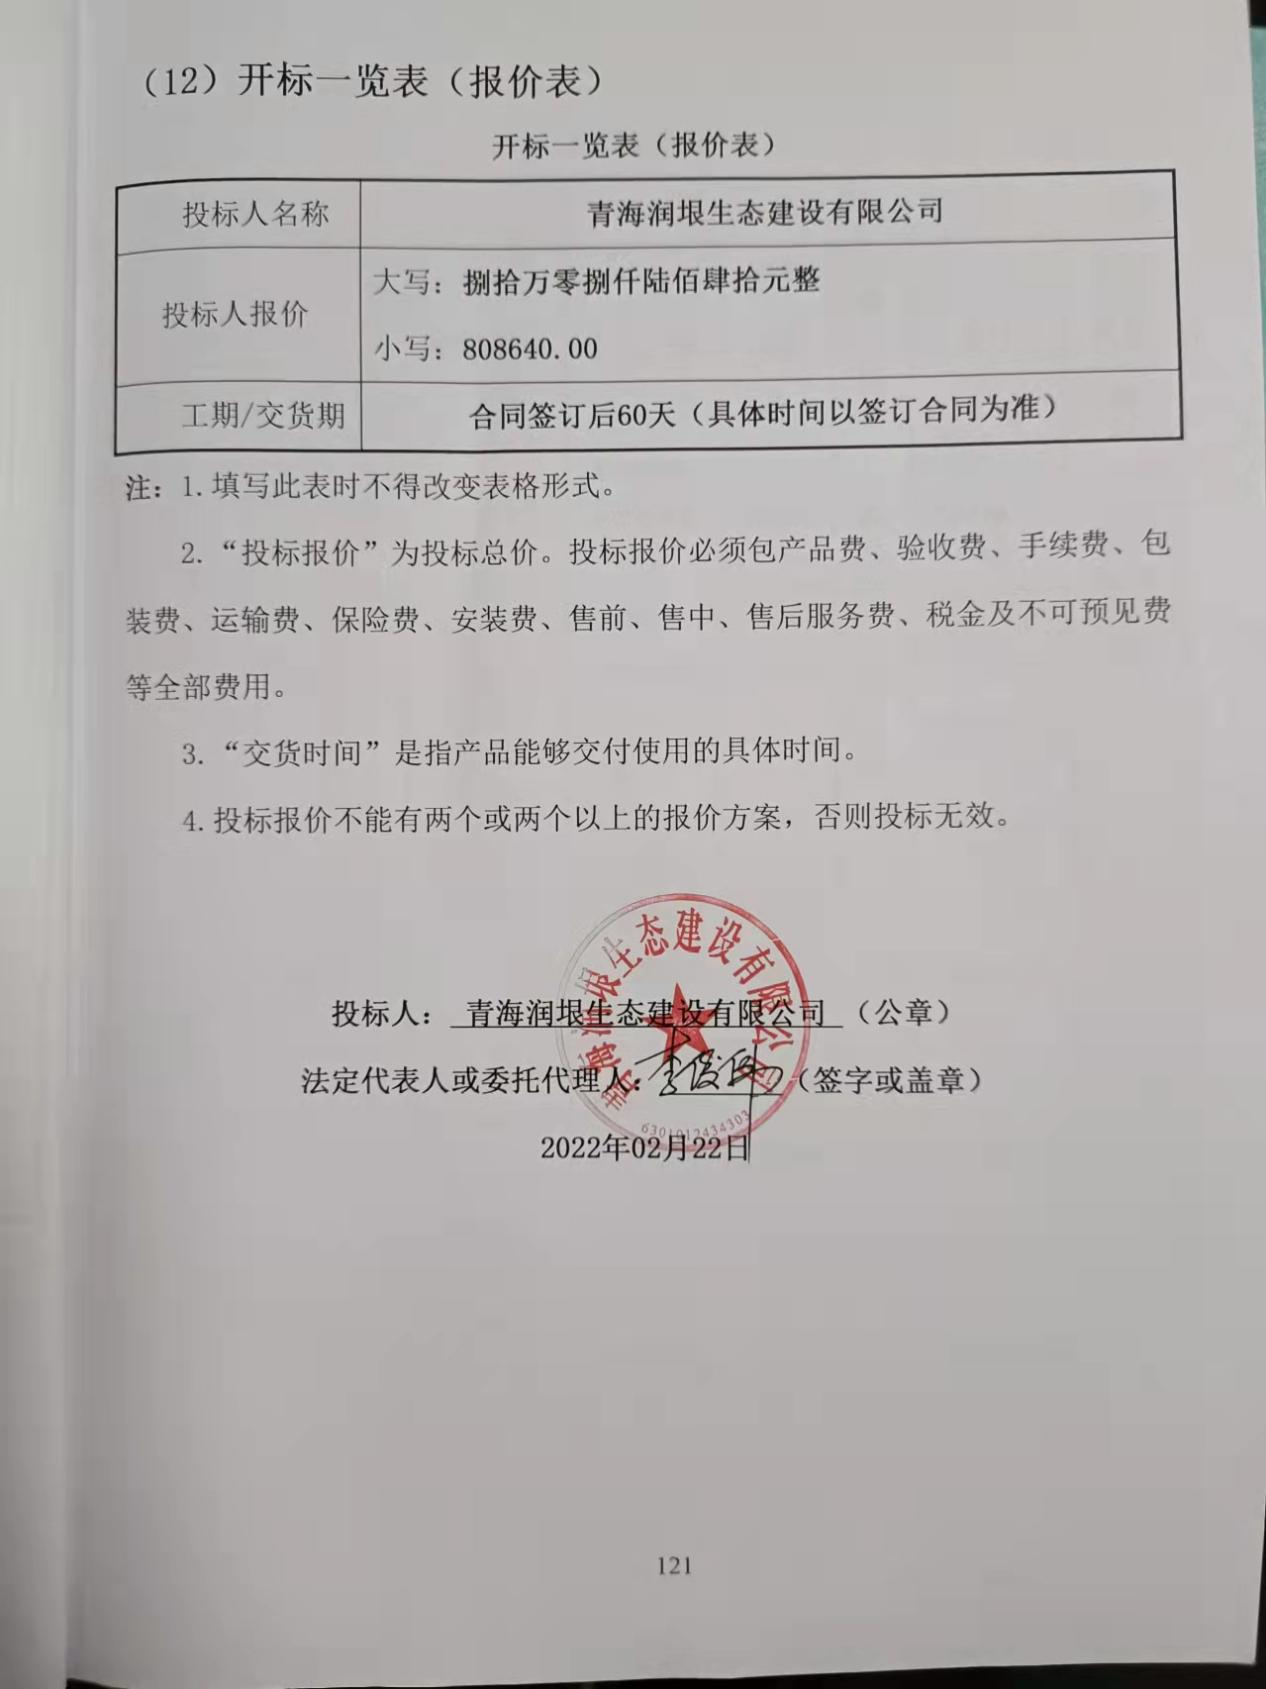 （12）开标一览表（报价表）
开标一览表（报价表）
投标人名称 青海润垠生态建设有限公司
投标人报价 大写：捌拾万零捌仟陆佰肆拾元整
小写：808640.00
工期/交货期 合同签订后60天（具体时间以签订合同为准）
注：1.填写此表时不得改变表格形式。
2.“投标报价”为投标总价。投标报价必须包产品费、验收费、手续费、包
装费、运输费、保险费、安装费、售前、售中、售后服务费、税金及不可预见费
等全部费用。
3.“交货时间”是指产品能够交付使用的具体时间。
4.投标报价不能有两个或两个以上的报价方案，否则投标无效。
青海润垠生态建设有限公司
投标人：青海润垠生态建设有限公司（公章）
法定代表人或委托代理人：（签字或盖章）
6301012434303
2022年02月22日
121